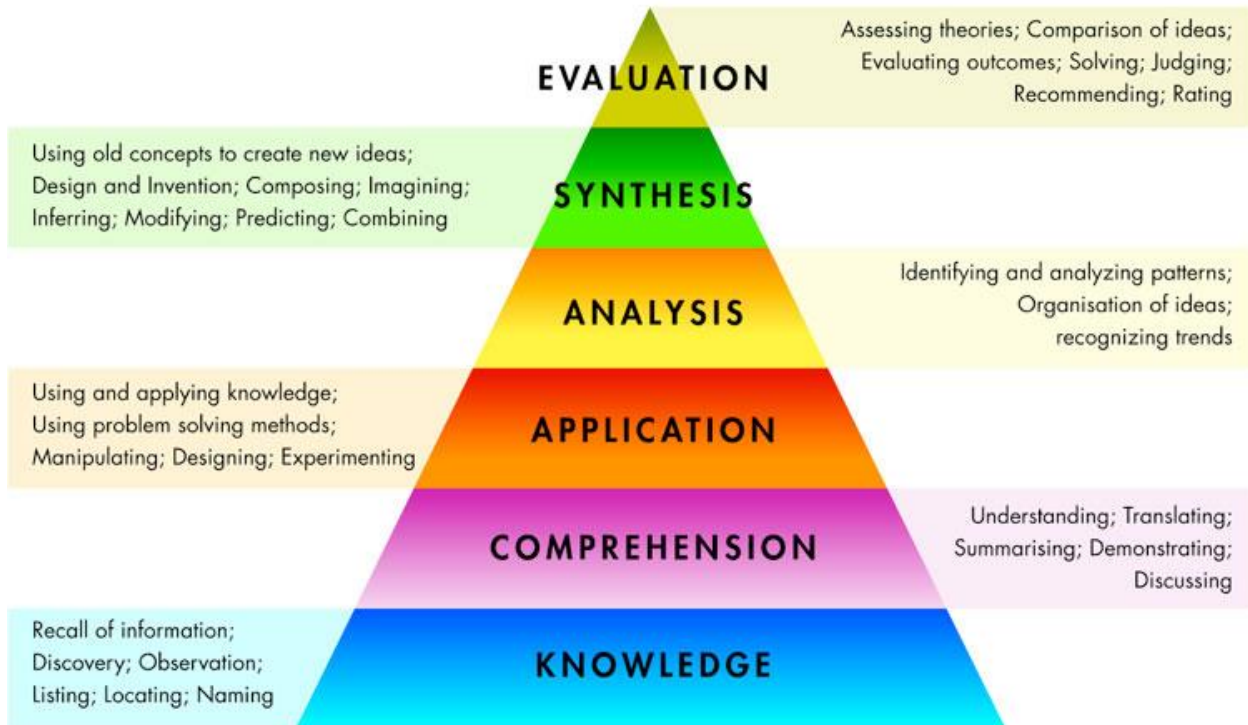 EVALUATION
Assessing theories; Comparison of ideas;
Evaluating outcomes; Solving; Judging;
Recommending; Rating
Using old concepts to create new ideas;
Design and Invention; Composing; Imagining;
Inferring; Modifying; Predicting; Combining
SYNTHESIS
ANALYSIS
Identifying and analyzing patterns;
Organisation of ideas;
recognizing trends
Using and applying knowledge;
Using problem solving methods;
Manipulating; Designing; Experimenting
APPLICATION
COMPREHENSION
Understanding; Translating;
Summarising; Demonstrating;
Discussing
Recall of information;
Discovery; Observation;
Listing; Locating; Naming
KNOWLEDGE